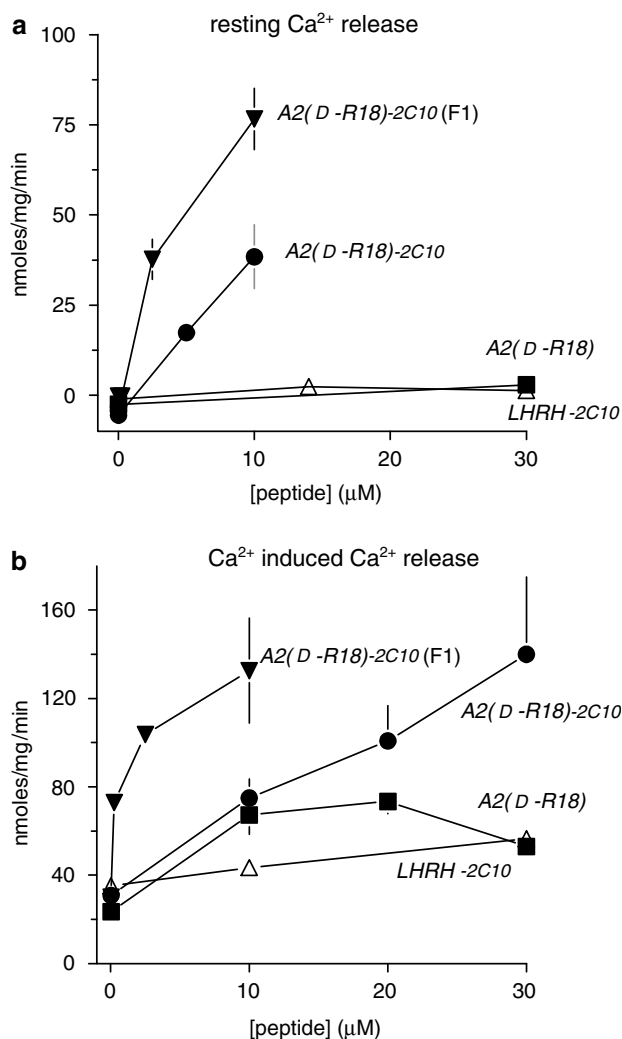 a resting Ca²⁺ release
100
75
50
25
0
nmoles/mg/min
A2(D-R18)-2C10 (F1)
A2(D-R18)-2C10
A2(D-R18)
LHRH-2C10
0 10 20 30
[peptide] (μM)
b Ca²⁺ induced Ca²⁺ release
160
120
80
40
0
nmoles/mg/min
A2(D-R18)-2C10 (F1)
A2(D-R18)-2C10
A2(D-R18)
LHRH-2C10
0 10 20 30
[peptide] (μM)